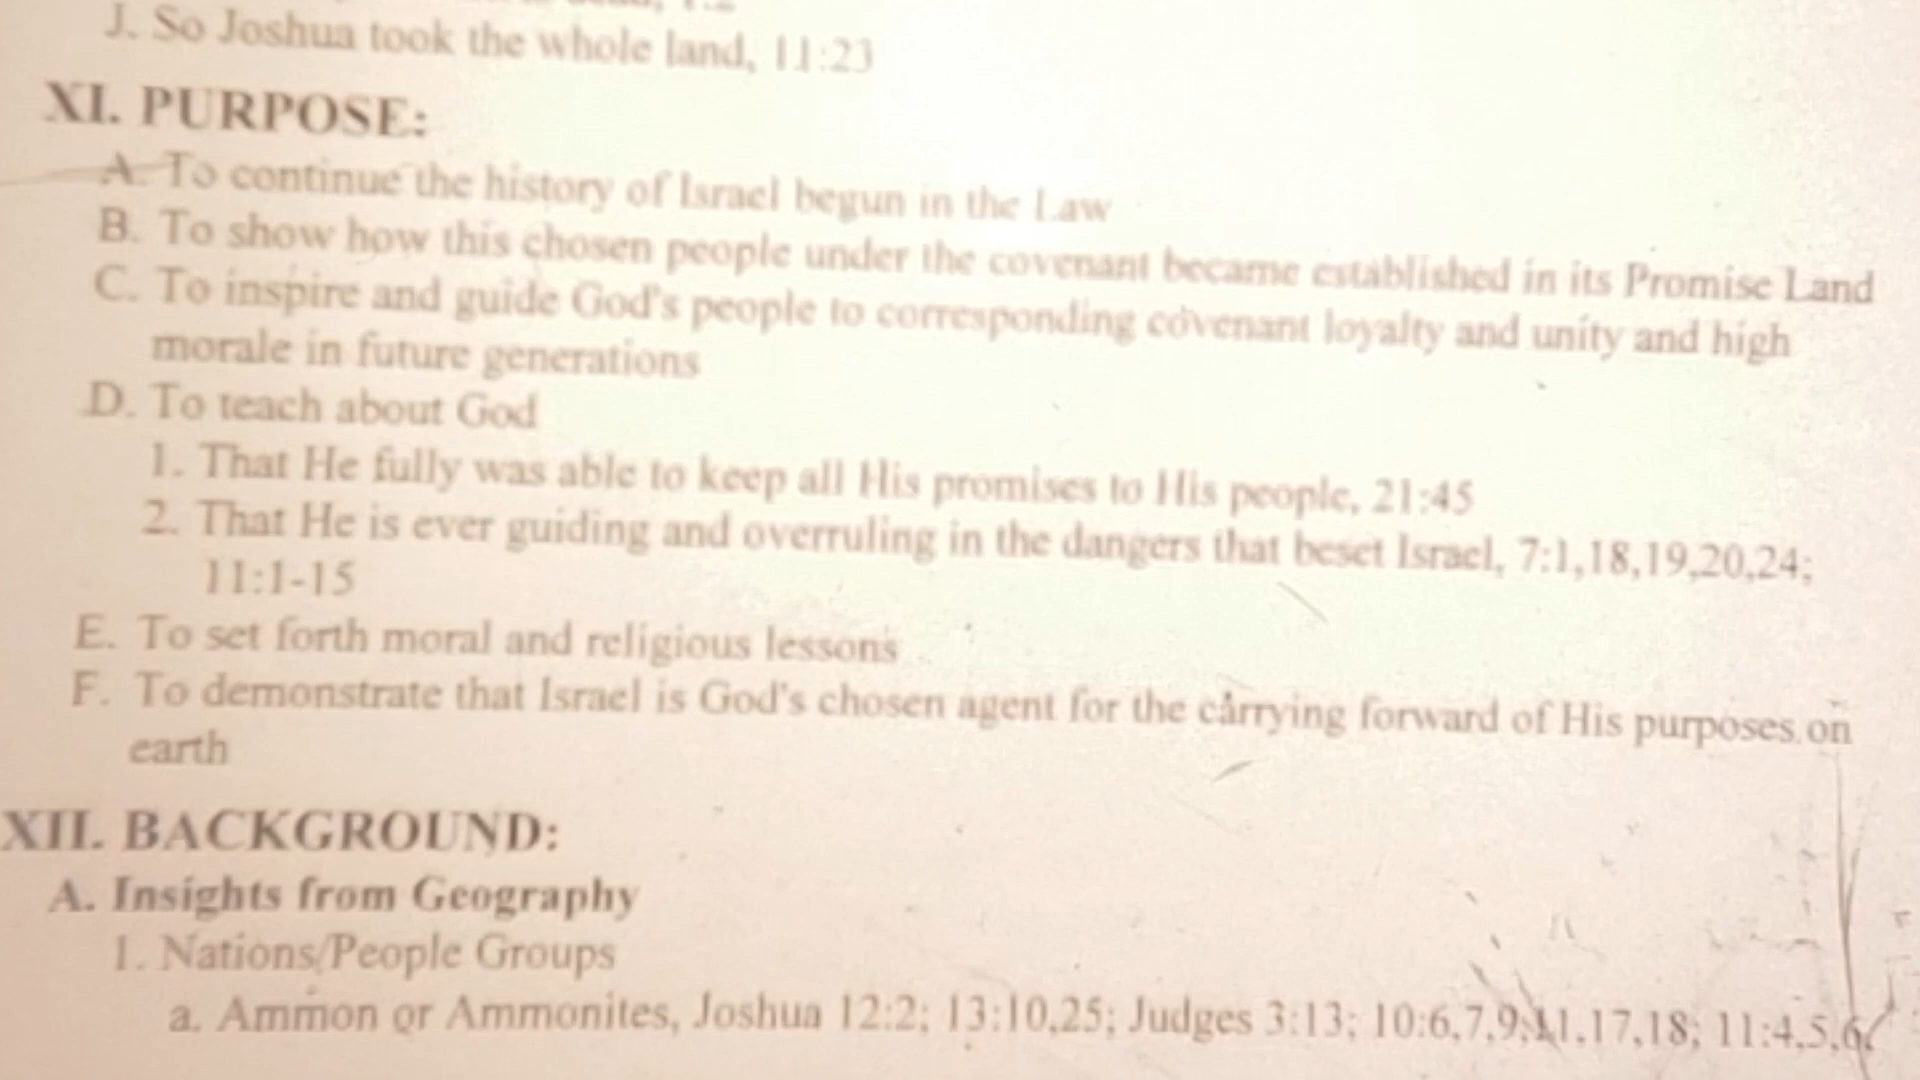 J. So Joshua took the whole land, 11:23
XI. PURPOSE:
A. To continue the history of Israel begun in the Law
B. To show how this chosen people under the covenant became established in its Promise Land
C. To inspire and guide God's people to corresponding covenant loyalty and unity and high
morale in future generations
D. To teach about God
1. That He fully was able to keep all His promises to His people, 21:45
2. That He is ever guiding and overruling in the dangers that beset Israel, 7:1,18,19,20,24;
11:1-15
E. To set forth moral and religious lessons
F. To demonstrate that Israel is God's chosen agent for the carrying forward of His purposes on
earth
XII. BACKGROUND:
A. Insights from Geography
1. Nations/People Groups
a. Ammon or Ammonites, Joshua 12:2; 13:10,25; Judges 3:13; 10:6,7,9,11,17,18; 11:4,5,6,